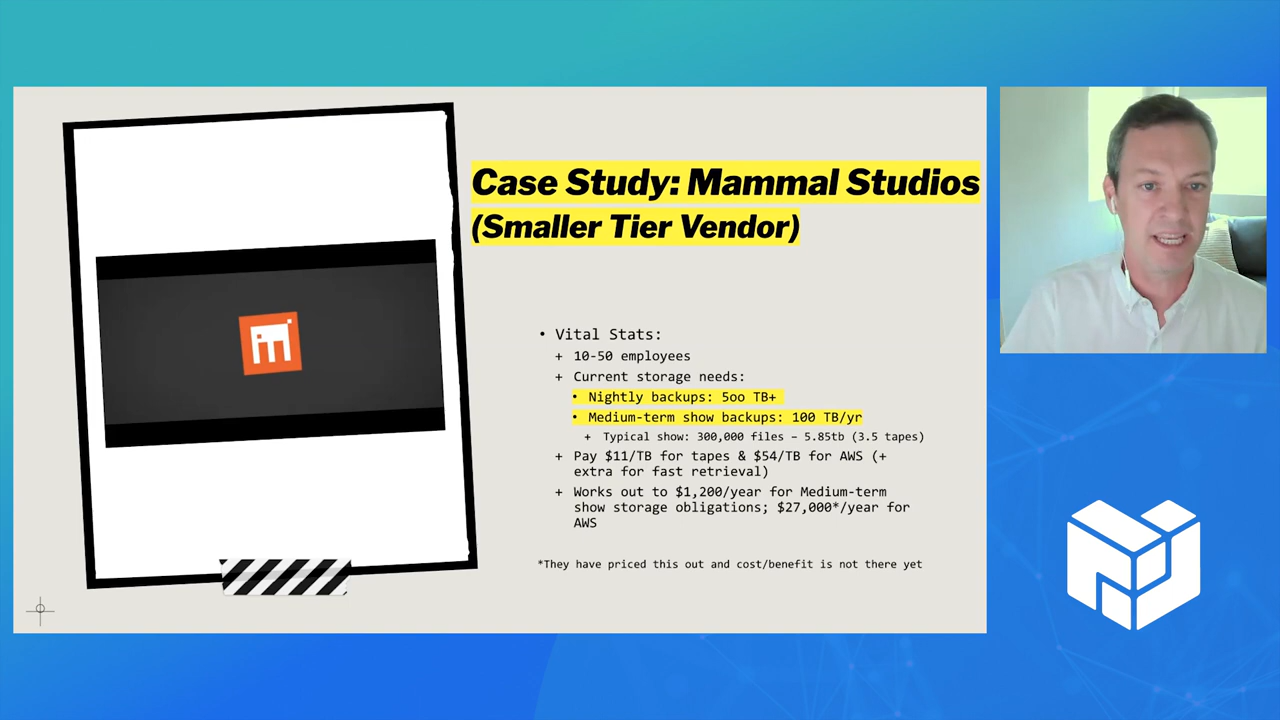 Case Study: Mammal Studios
(Smaller Tier Vendor)
• Vital Stats:
+ 10-50 employees
+ Current storage needs:
• Nightly backups: 5oo TB+
• Medium-term show backups: 100 TB/yr
+ Typical show: 300,000 files – 5.85tb (3.5 tapes)
+ Pay $11/TB for tapes & $54/TB for AWS (+
extra for fast retrieval)
+ Works out to $1,200/year for Medium-term
show storage obligations; $27,000*/year for
AWS
*They have priced this out and cost/benefit is not there yet